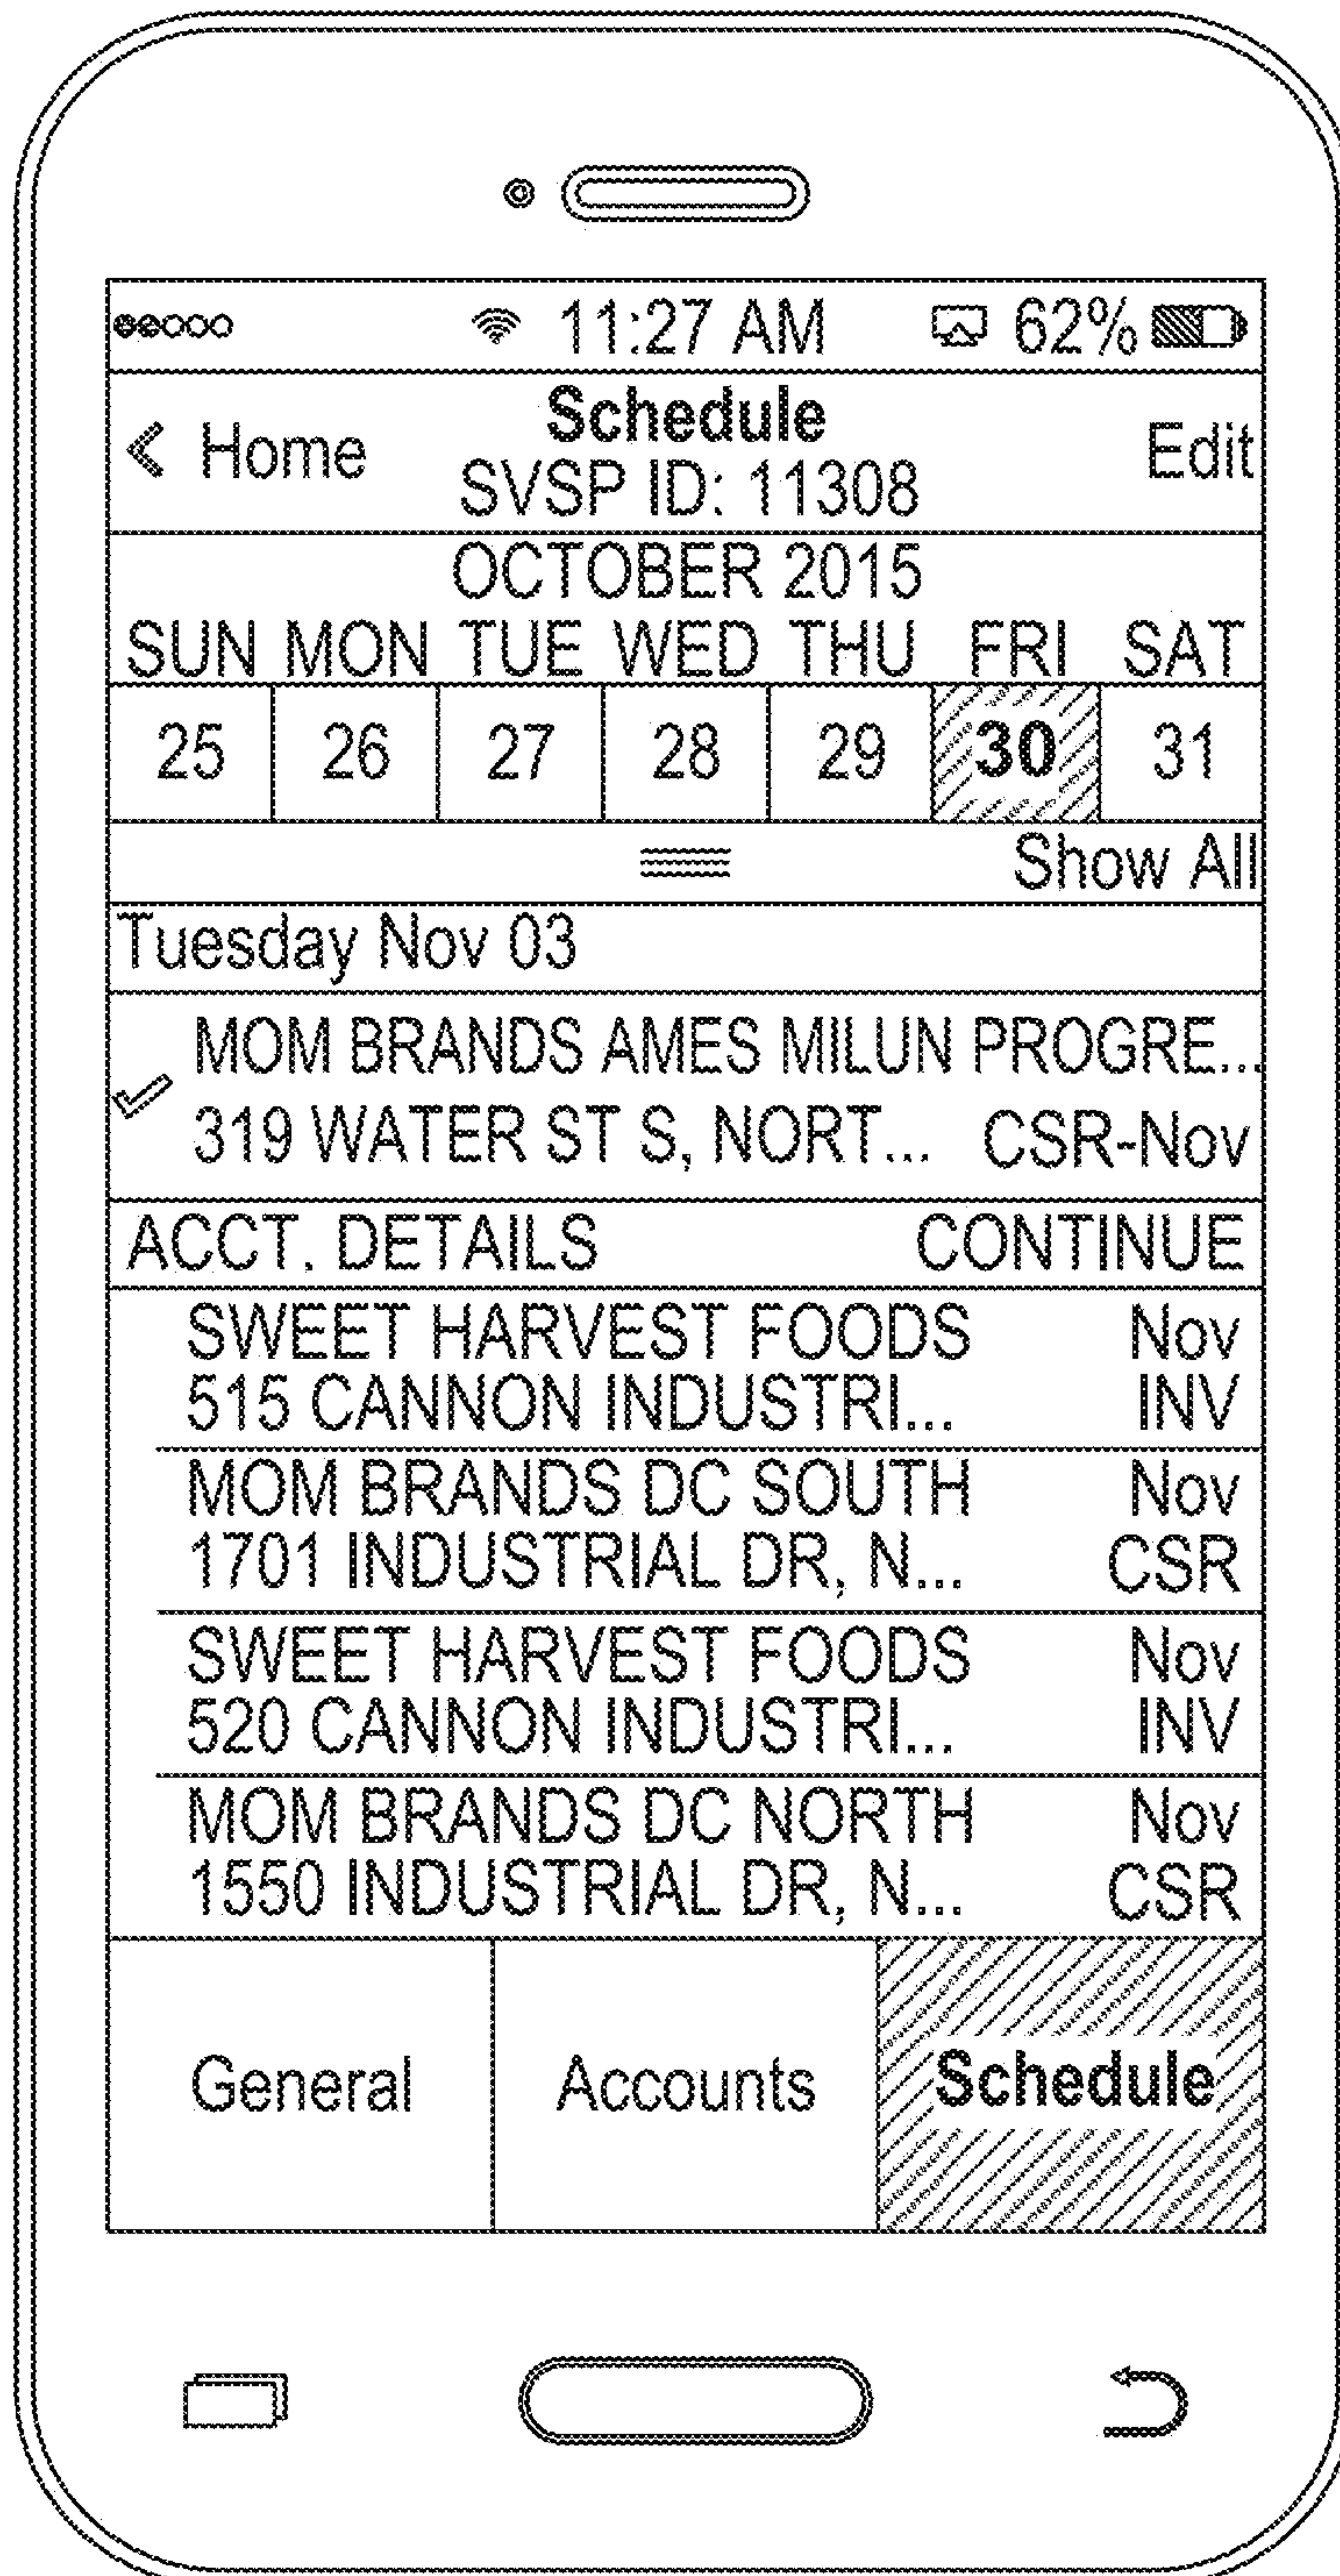 11:27 AM 62%
Schedule
< Home Edit
SVSP ID: 11308
OCTOBER 2015
SUN MON TUE WED THU FRI SAT
25 26 27 28 29 30 31
Show All
Tuesday Nov 03
MOM BRANDS AMES MILUN PROGRE...
319 WATER ST S, NORT... CSR-Nov
ACCT. DETAILS CONTINUE
SWEET HARVEST FOODS Nov
515 CANNON INDUSTRI... INV
MOM BRANDS DC SOUTH Nov
1701 INDUSTRIAL DR, N... CSR
SWEET HARVEST FOODS Nov
520 CANNON INDUSTRI... INV
MOM BRANDS DC NORTH Nov
1550 INDUSTRIAL DR, N... CSR
General Accounts Schedule